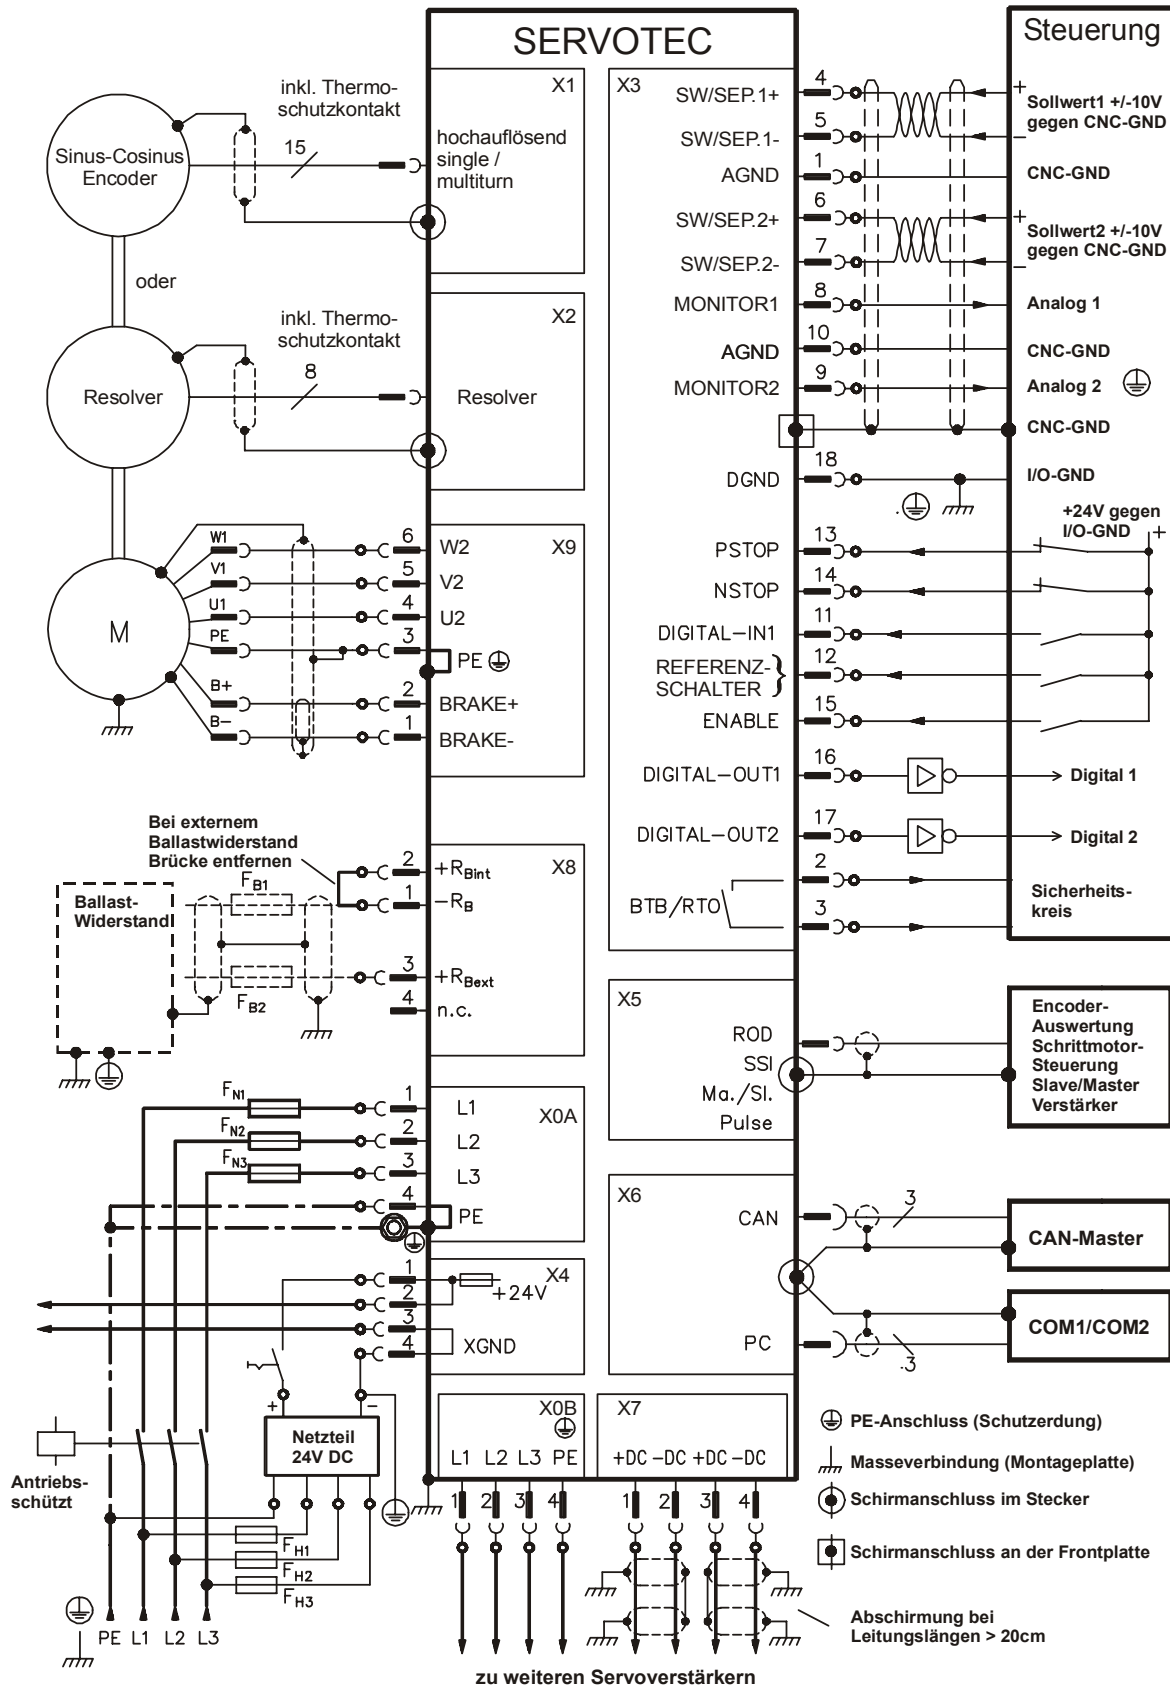 SERVOTEC
Steuerung
inkl. Thermo-
schutzkontakt
Sinus-Cosinus
Encoder
15
X1
hochauflösend
single /
multiturn
oder
inkl. Thermo-
schutzkontakt
Resolver
8
X2
Resolver
X3
SW/SEP.1+
4
+
Sollwert1 +/-10V
gegen CNC-GND
SW/SEP.1-
5
–
AGND
1
CNC-GND
SW/SEP.2+
6
+
Sollwert2 +/-10V
gegen CNC-GND
SW/SEP.2-
7
–
MONITOR1
8
Analog 1
AGND
10
CNC-GND
MONITOR2
9
Analog 2
CNC-GND
DGND
18
I/O-GND
+24V gegen
I/O-GND
+
PSTOP
13
NSTOP
14
DIGITAL–IN1
11
REFERENZ-
SCHALTER }
12
ENABLE
15
DIGITAL–OUT1
16
Digital 1
DIGITAL–OUT2
17
Digital 2
BTB/RTO
2
3
Sicherheits-
kreis
M
W1
6
W2
X9
V1
5
V2
U1
4
U2
PE
3
PE
B+
2
BRAKE+
B–
1
BRAKE-
Bei externem
Ballastwiderstand
Brücke entfernen
Ballast-
Widerstand
FB1
FB2
X8
2
+RBint
1
–RB
3
+RBext
4
n.c.
X5
ROD
SSI
Ma./Sl.
Pulse
Encoder-
Auswertung
Schrittmotor-
Steuerung
Slave/Master
Verstärker
FN1
1
L1
X0A
FN2
2
L2
FN3
3
L3
4
PE
X6
CAN
3
CAN-Master
PC
.3
COM1/COM2
X4
1
+24V
2
3
4
XGND
+
–
Netzteil
24V DC
Antriebs-
schützt
FH1
FH2
FH3
PE L1 L2 L3
X0B
L1 L2 L3 PE
1 2 3 4
X7
+DC –DC +DC –DC
1 2 3 4
PE-Anschluss (Schutzerdung)
Masseverbindung (Montageplatte)
Schirmanschluss im Stecker
Schirmanschluss an der Frontplatte
Abschirmung bei
Leitungslängen > 20cm
zu weiteren Servoverstärkern